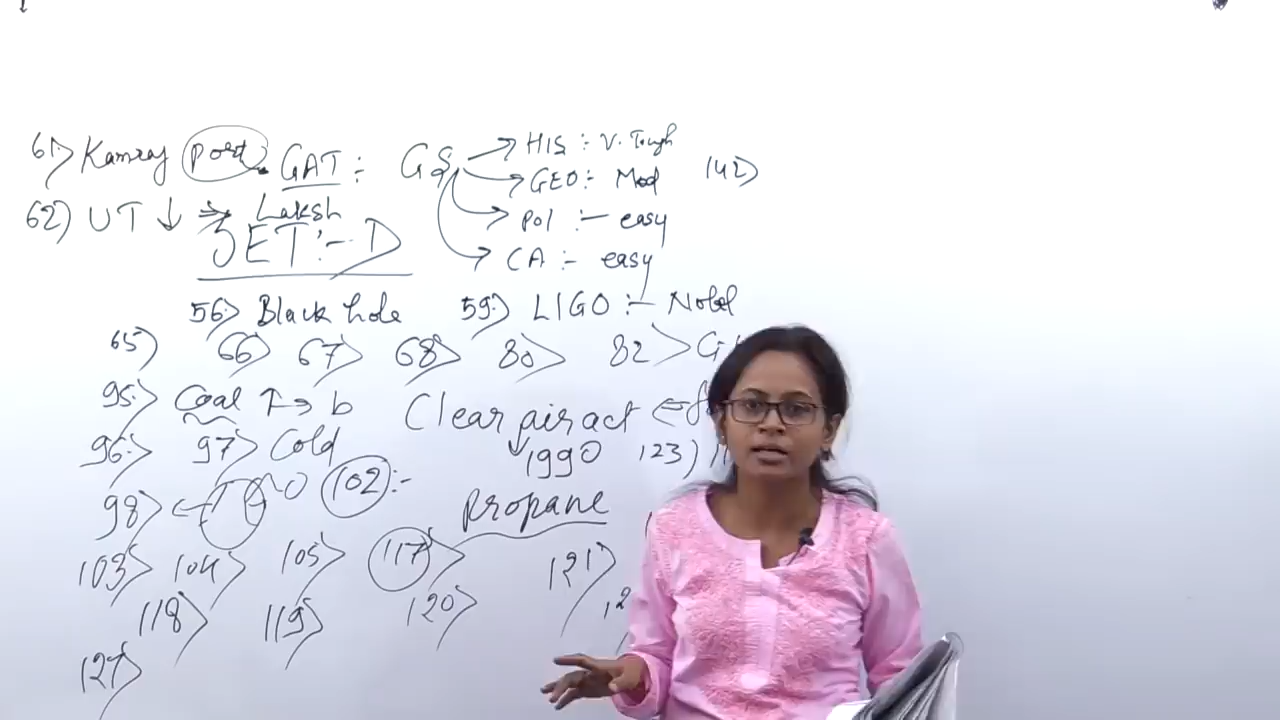 61) Kamraj port. GAT: GS → HIS :- V. Tough
→ GEO :- Mod 142)
62) UT ↓ → Laksh → Pol :- easy
SET :- D → CA :- easy
56) Black hole 59) LIGO :- Nobel
65) 66) 67) 68) 80) 82)
95) Coal ↑→ b Clear air act ←
96) 97) Cold 1990 123)
98) ← 102 :- Propane
103) 104) 105) 117) 121)
118) 119) 120)
127)